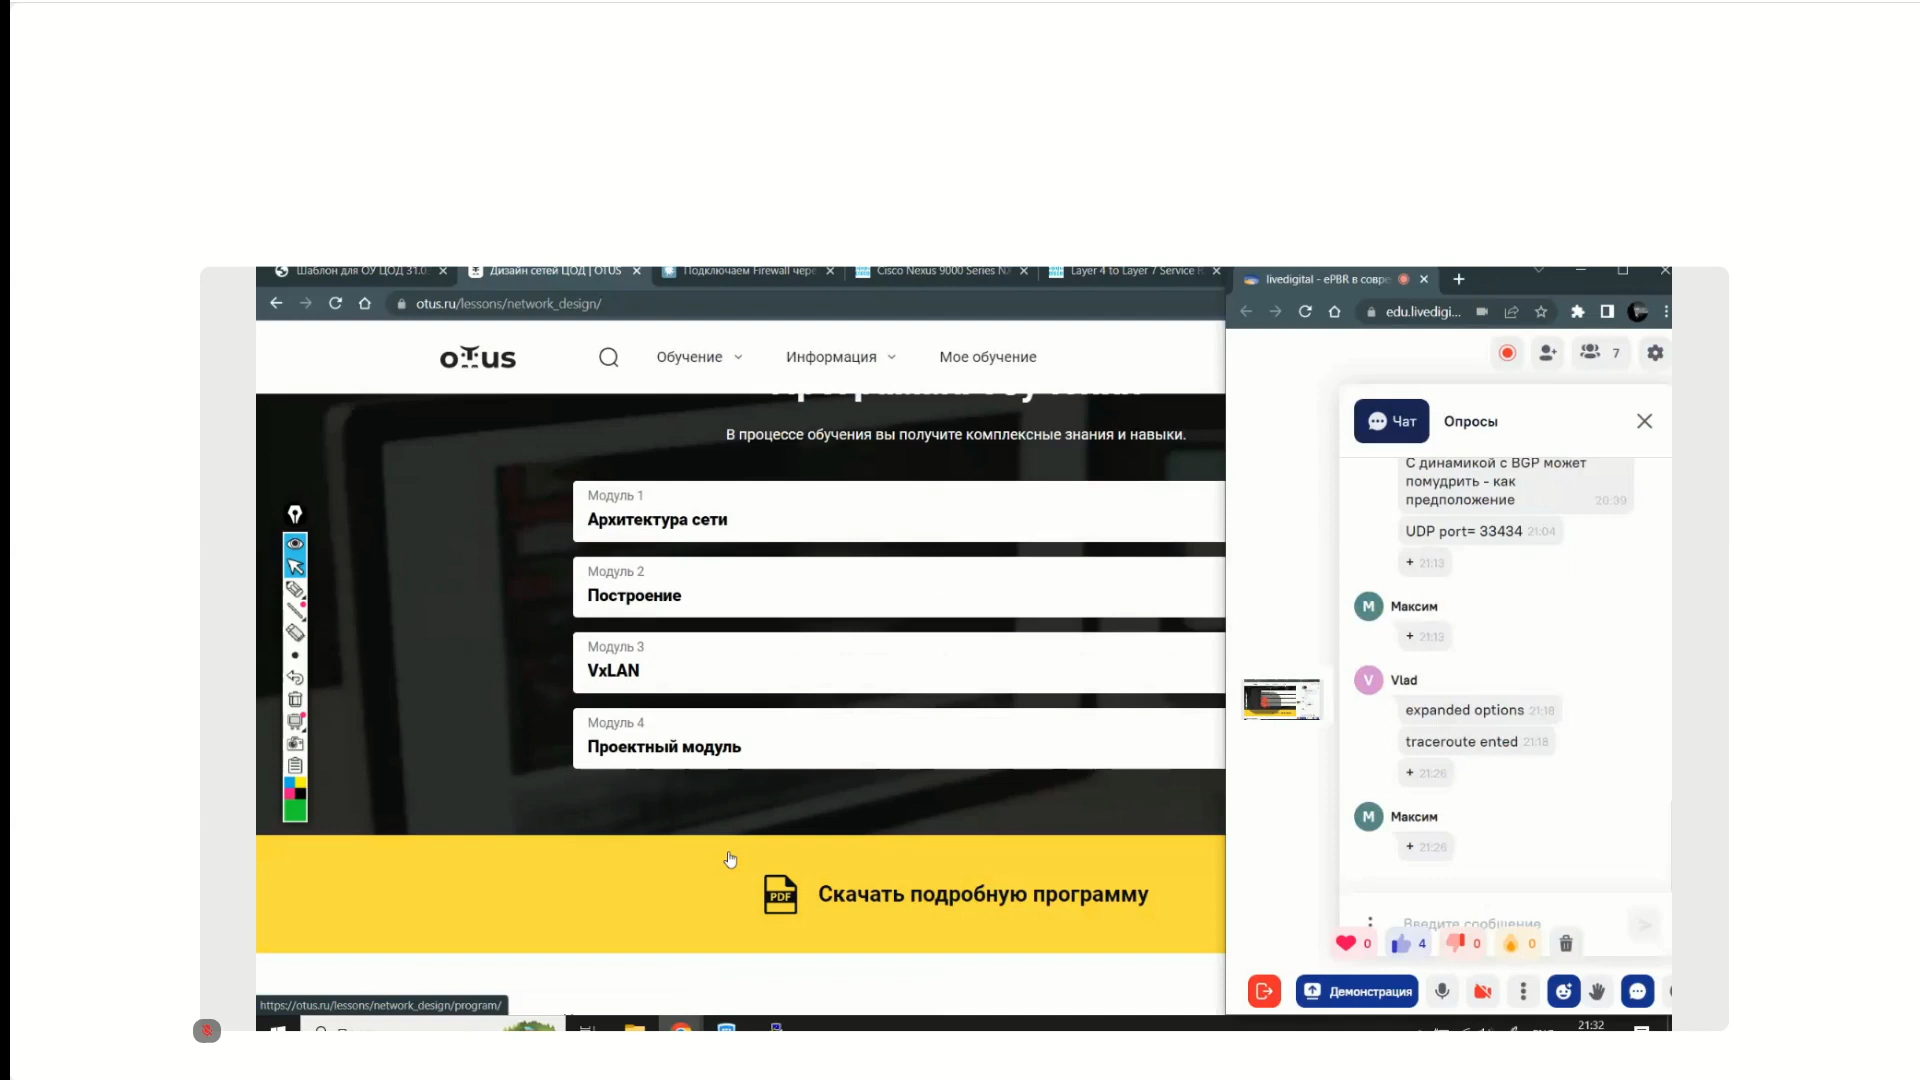 Шаблон для ОУ ЦОД 31.0
Дизайн сетей ЦОД | OTUS
Подключаем Firewall чере
Cisco Nexus 9000 Series N
Layer 4 to Layer 7 Service
otus.ru/lessons/network_design/
OTUS
Обучение
Информация
Мое обучение
В процессе обучения вы получите комплексные знания и навыки.
Модуль 1
Архитектура сети
Модуль 2
Построение
Модуль 3
VxLAN
Модуль 4
Проектный модуль
PDF
Скачать подробную программу
https://otus.ru/lessons/network_design/program/
livedigital - ePBR в совре
edu.livedigi...
7
Чат
Опросы
С динамикой с BGP может
помудрить - как
предположение 20:39
UDP port= 33434 21:04
+ 21:13
M Максим
+ 21:13
V Vlad
expanded options 21:18
traceroute ented 21:18
+ 21:26
M Максим
+ 21:26
Введите сообщение
0
4
0
0
Демонстрация
21:32